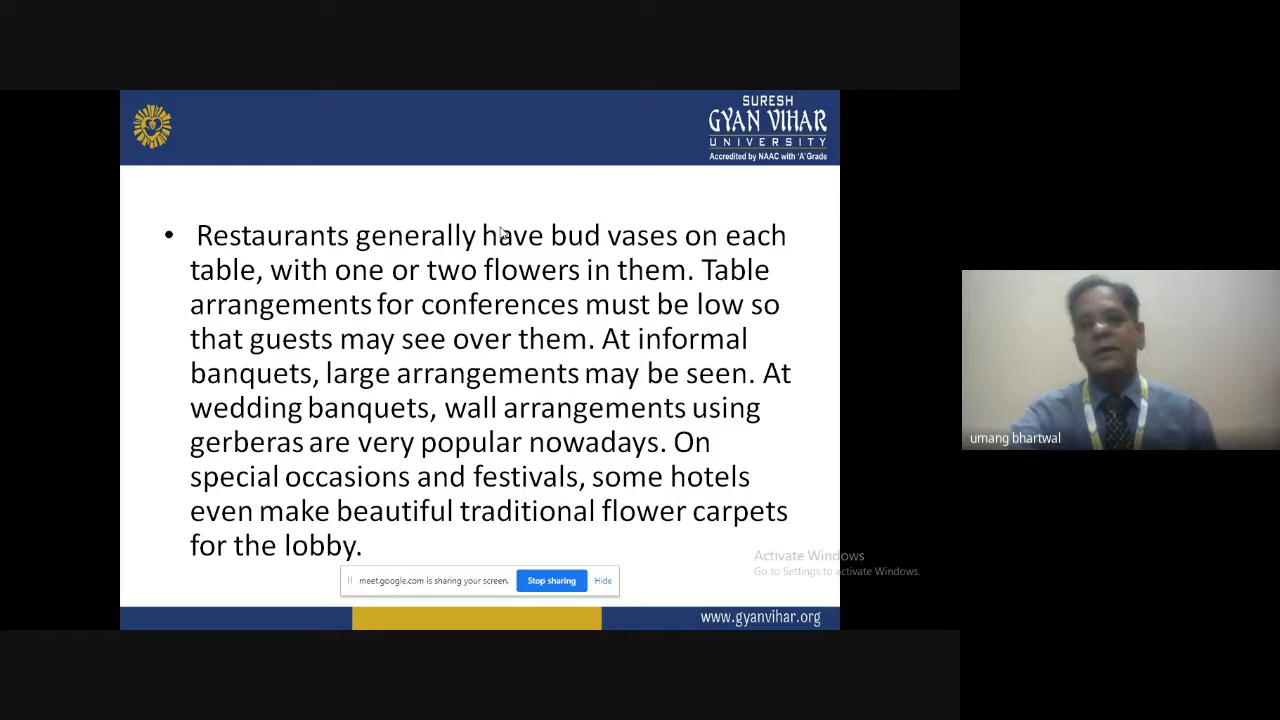 SURESH
GYAN VIHAR
UNIVERSITY
Accredited by NAAC with 'A' Grade
• Restaurants generally have bud vases on each
table, with one or two flowers in them. Table
arrangements for conferences must be low so
that guests may see over them. At informal
banquets, large arrangements may be seen. At
wedding banquets, wall arrangements using
gerberas are very popular nowadays. On
special occasions and festivals, some hotels
even make beautiful traditional flower carpets
for the lobby.
meet.google.com is sharing your screen. Stop sharing Hide
www.gyanvihar.org
Activate Windows
Go to Settings to activate Windows.
umang bhartwal